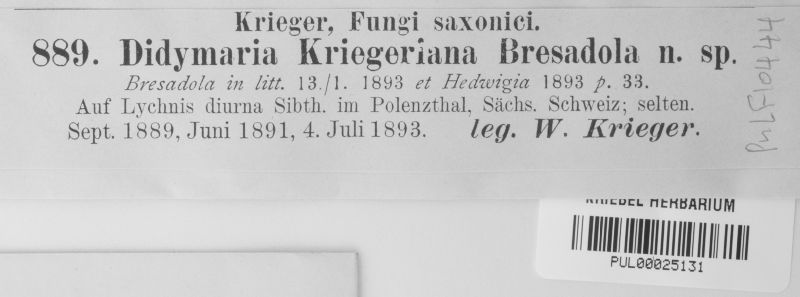 Krieger, Fungi saxonici.
889. Didymaria Kriegeriana Bresadola n. sp.
Bresadola in litt. 13./1. 1893 et Hedwigia 1893 p. 33.
Auf Lychnis diurna Sibth. im Polenzthal, Sächs. Schweiz; selten.
Sept. 1889, Juni 1891, 4. Juli 1893. leg. W. Krieger.
KRIEBEL HERBARIUM
PUL00025131